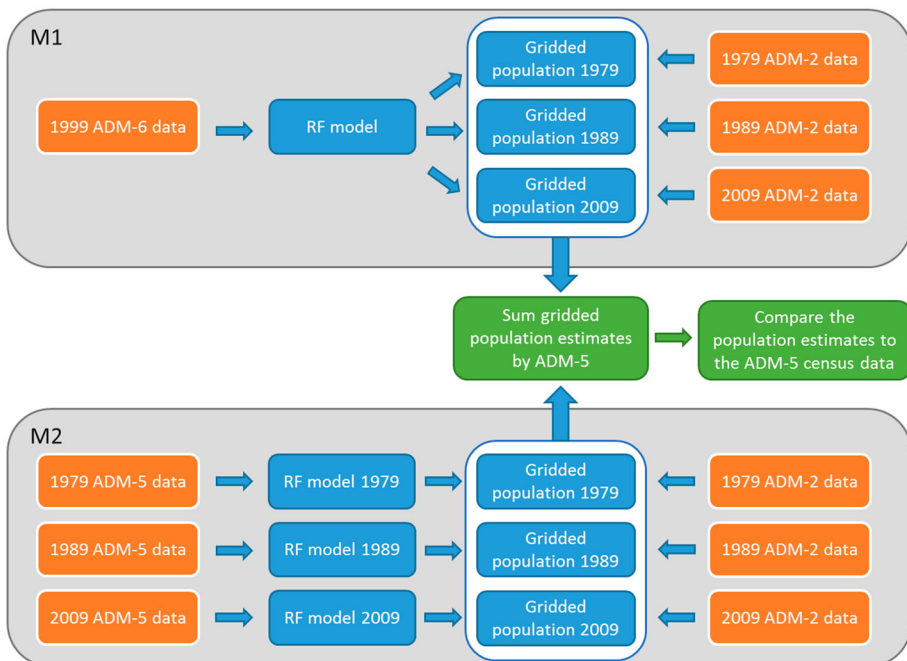 M1
Gridded
population 1979
1979 ADM-2 data
1999 ADM-6 data
RF model
Gridded
population 1989
1989 ADM-2 data
Gridded
population 2009
2009 ADM-2 data
Sum gridded
population estimates
by ADM-5
Compare the
population estimates to
the ADM-5 census data
M2
1979 ADM-5 data
RF model 1979
Gridded
population 1979
1979 ADM-2 data
1989 ADM-5 data
RF model 1989
Gridded
population 1989
1989 ADM-2 data
2009 ADM-5 data
RF model 2009
Gridded
population 2009
2009 ADM-2 data